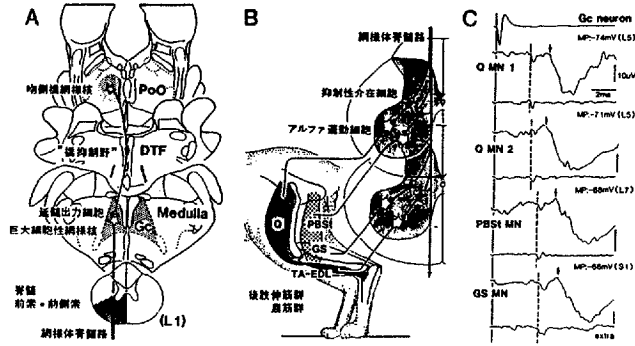 A
PoO
吻側橋網様核
"橋抑制野"
DTF
延髄出力細胞
Medulla
巨大細胞性網様核
Gc
脊髄
前索・前側索
(L1)
網様体脊髄路
B
網様体脊髄路
抑制性介在細胞
アルファ運動細胞
Q
PBSt
GS
TA-EDL
後肢伸筋群
屈筋群
C
Gc neuron
MP:-74mV(L5)
Q MN 1
10uV
2ms
MP:-71mV(L5)
Q MN 2
MP:-68mV(L7)
PBSt MN
MP:-66mV(S1)
GS MN
extra